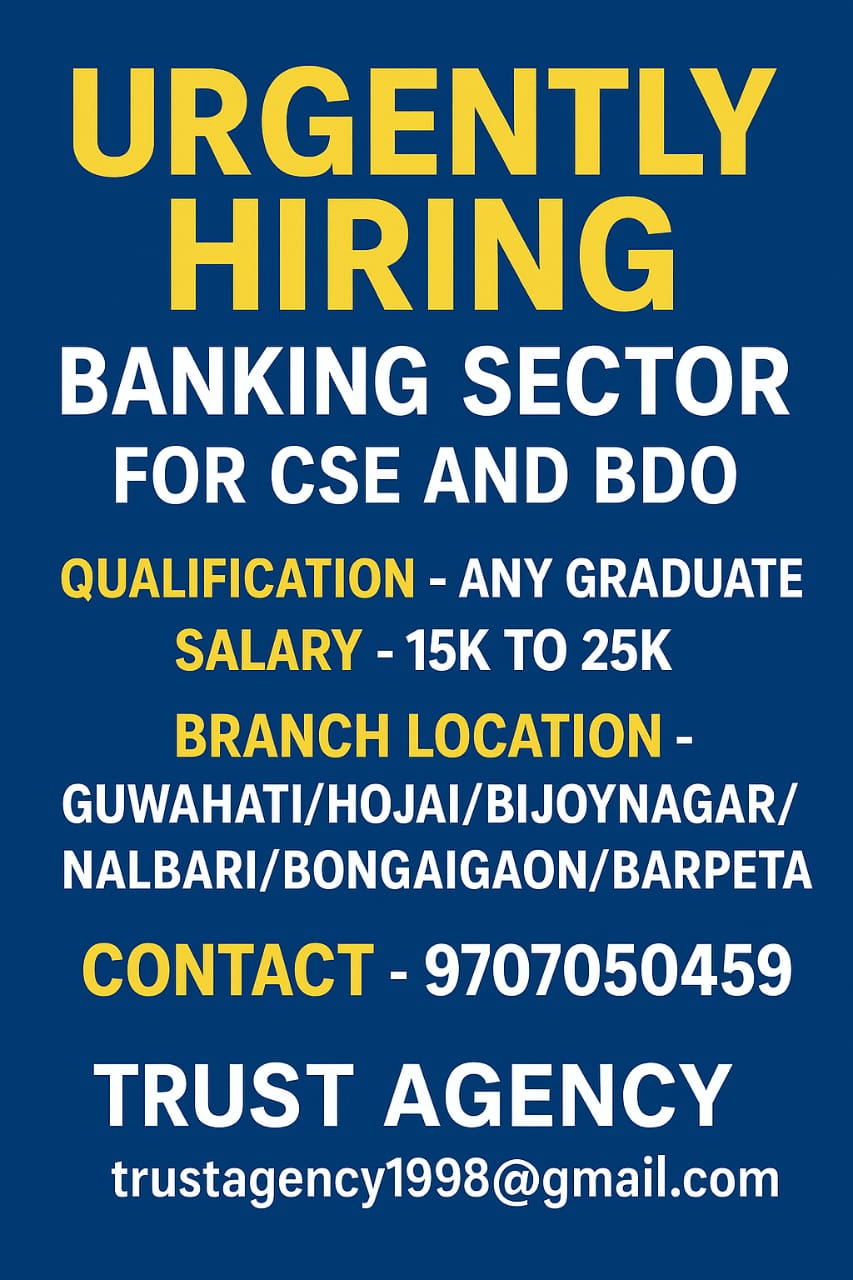 URGENTLY
HIRING
BANKING SECTOR
FOR CSE AND BDO
QUALIFICATION - ANY GRADUATE
SALARY - 15K TO 25K
BRANCH LOCATION -
GUWAHATI/HOJAI/BIJOYNAGAR/
NALBARI/BONGAIGAON/BARPETA
CONTACT - 9707050459
TRUST AGENCY
trustagency1998@gmail.com